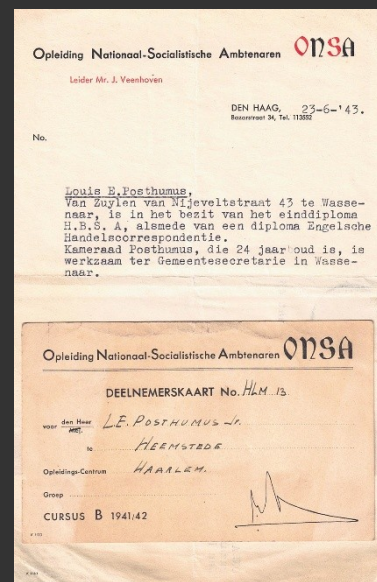 Opleiding Nationaal-Socialistische Ambtenaren ONSA
Leider Mr. J. Veenhoven
DEN HAAG, 23-6-'43.
Bazarstraat 34, Tel. 113552
No.
Louis E.Posthumus,
Van Zuylen van Nijeveltstraat 43 te Wasse-
naar, is in het bezit van het einddiploma
H.B.S. A, alsmede van een diploma Engelsche
Handelscorrespondentie.
Kameraad Posthumus, die 24 jaar oud is, is
werkzaam ter Gemeentesecretarie in Wasse-
naar.
Opleiding Nationaal-Socialistische Ambtenaren ONSA
DEELNEMERSKAART No. HLM 13
voor den Heer L.E. POSTHUMUS Jr.
Mej.
te HEEMSTEDE
Opleidings-Centrum HAARLEM.
Groep
CURSUS B 1941/42